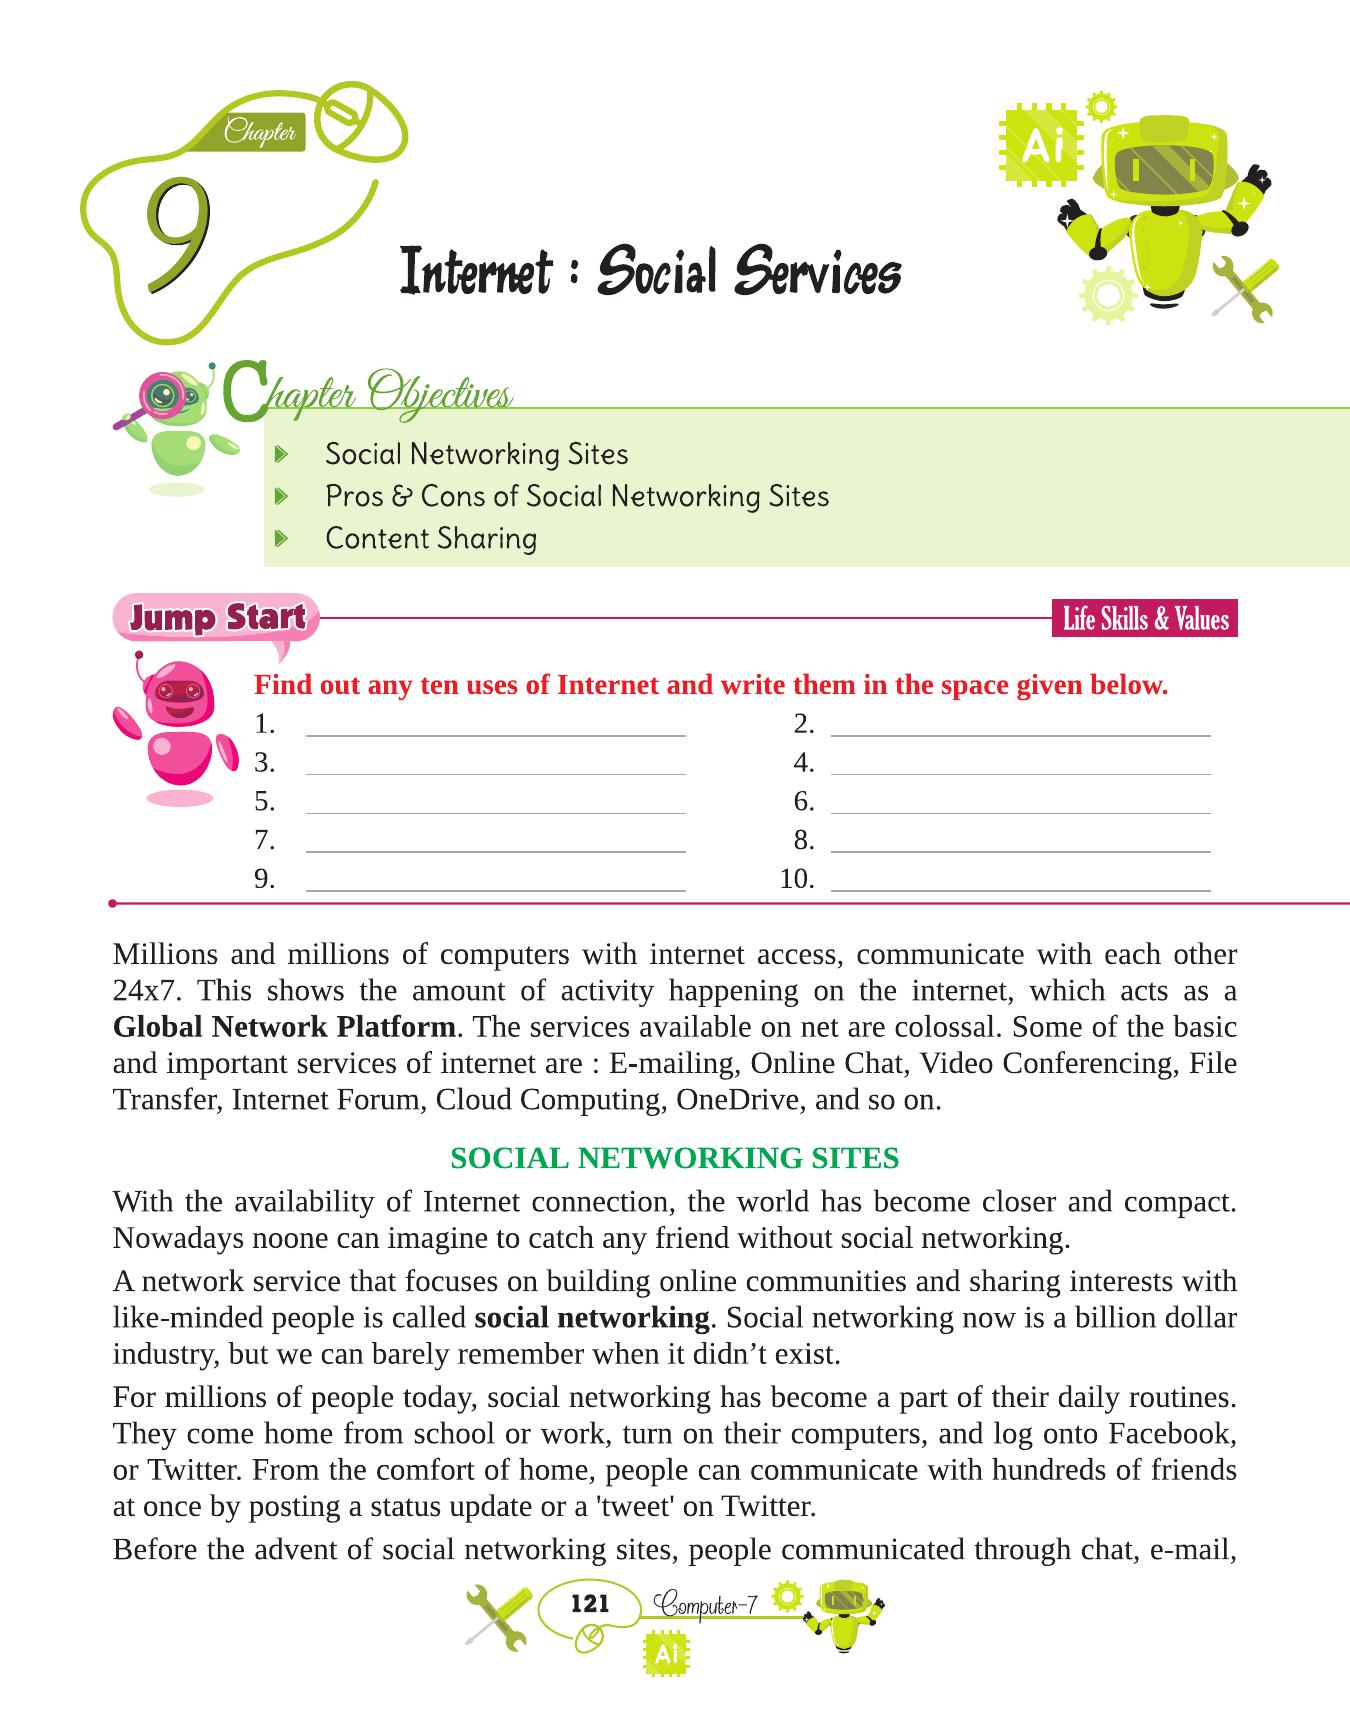 Chapter
9
Ai
Internet : Social Services
Chapter Objectives
Social Networking Sites
Pros & Cons of Social Networking Sites
Content Sharing
Jump Start
Life Skills & Values
Find out any ten uses of Internet and write them in the space given below.
1. 2.
3. 4.
5. 6.
7. 8.
9. 10.
Millions and millions of computers with internet access, communicate with each other
24x7. This shows the amount of activity happening on the internet, which acts as a
Global Network Platform. The services available on net are colossal. Some of the basic
and important services of internet are : E-mailing, Online Chat, Video Conferencing, File
Transfer, Internet Forum, Cloud Computing, OneDrive, and so on.
SOCIAL NETWORKING SITES
With the availability of Internet connection, the world has become closer and compact.
Nowadays noone can imagine to catch any friend without social networking.
A network service that focuses on building online communities and sharing interests with
like-minded people is called social networking. Social networking now is a billion dollar
industry, but we can barely remember when it didn’t exist.
For millions of people today, social networking has become a part of their daily routines.
They come home from school or work, turn on their computers, and log onto Facebook,
or Twitter. From the comfort of home, people can communicate with hundreds of friends
at once by posting a status update or a 'tweet' on Twitter.
Before the advent of social networking sites, people communicated through chat, e-mail,
121 Computer-7
Ai